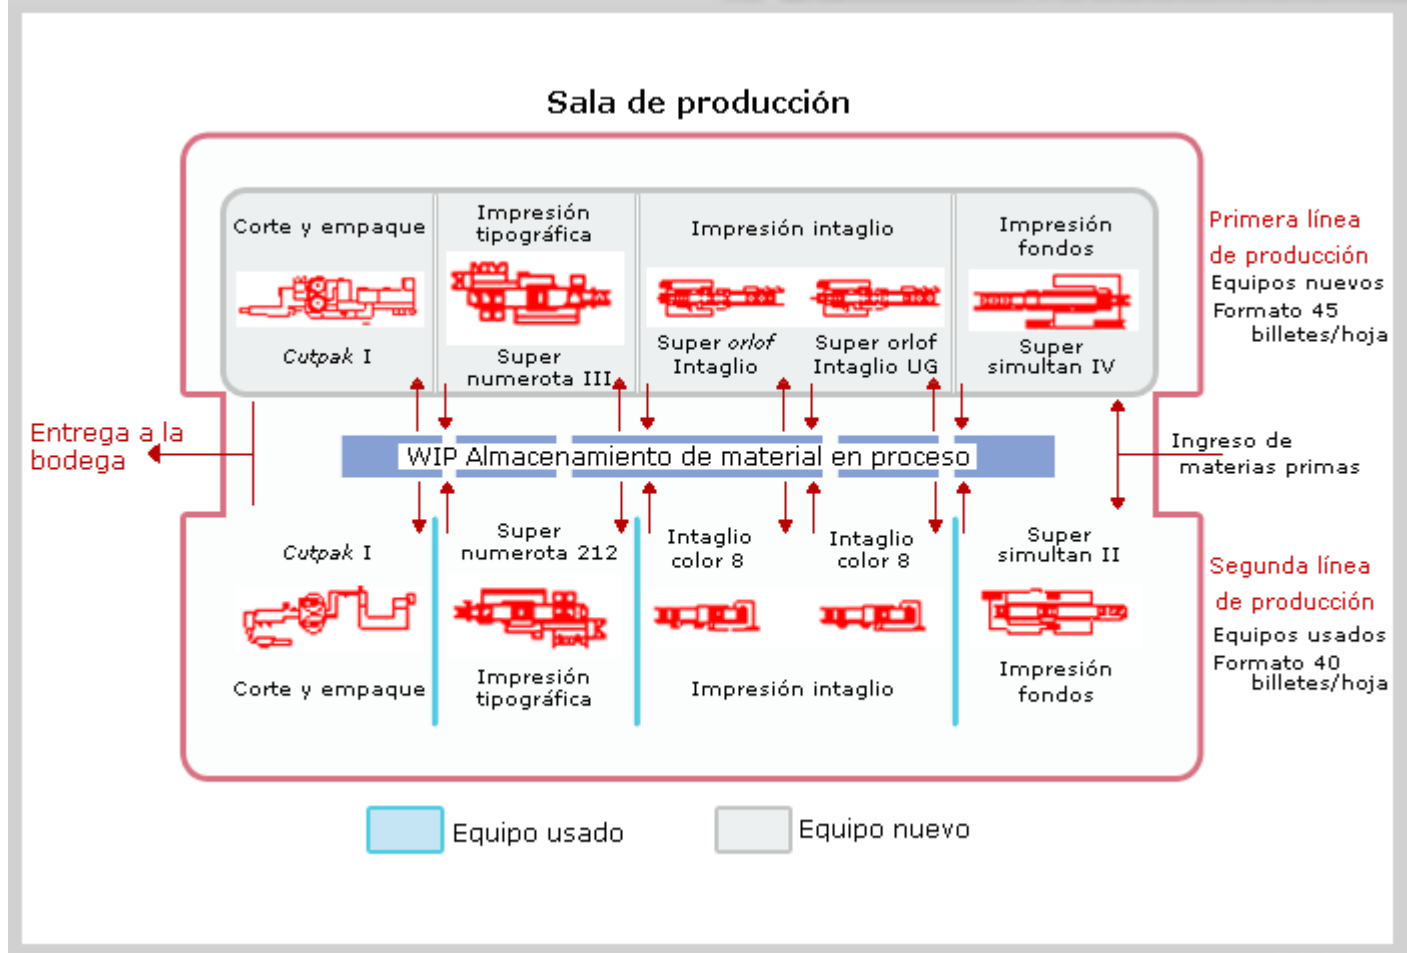 Sala de producción
Corte y empaque
Impresión
tipográfica
Impresión intaglio
Impresión
fondos
Cutpak I
Super
numerota III
Super orlof
Intaglio
Super orlof
Intaglio UG
Super
simultan IV
Primera línea
de producción
Equipos nuevos
Formato 45
billetes/hoja
Entrega a la
bodega
WIP Almacenamiento de material en proceso
Ingreso de
materias primas
Cutpak I
Super
numerota 212
Intaglio
color 8
Intaglio
color 8
Super
simultan II
Corte y empaque
Impresión
tipográfica
Impresión intaglio
Impresión
fondos
Segunda línea
de producción
Equipos usados
Formato 40
billetes/hoja
Equipo usado
Equipo nuevo